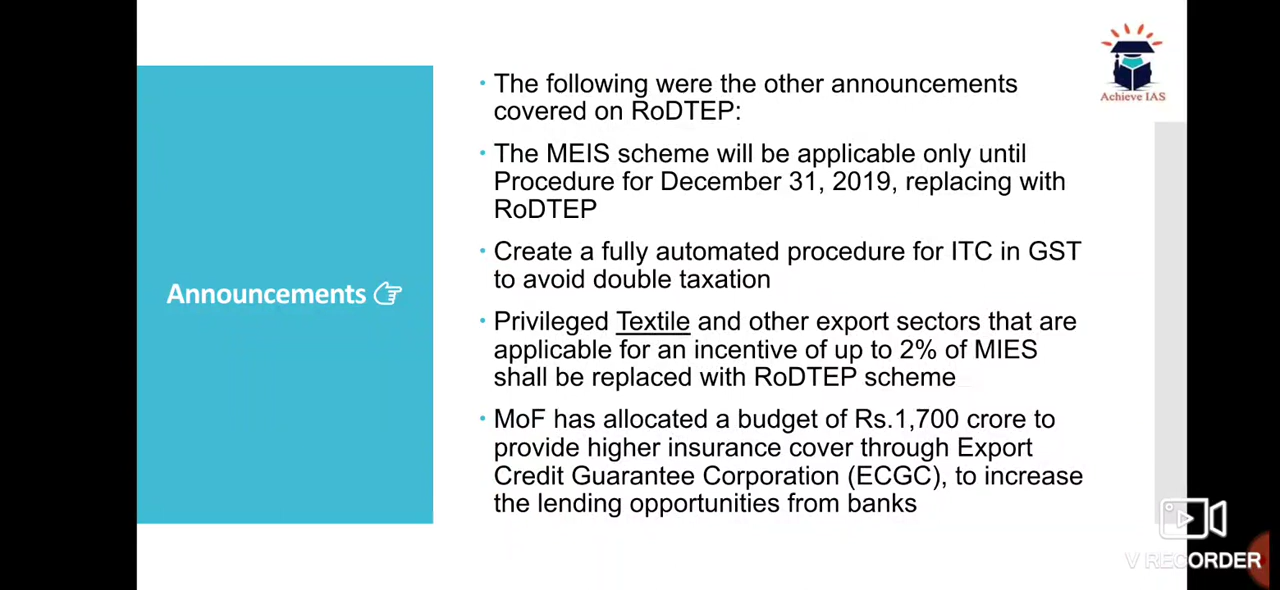 Achieve IAS
Announcements
• The following were the other announcements
covered on RoDTEP:
• The MEIS scheme will be applicable only until
Procedure for December 31, 2019, replacing with
RoDTEP
• Create a fully automated procedure for ITC in GST
to avoid double taxation
• Privileged Textile and other export sectors that are
applicable for an incentive of up to 2% of MIES
shall be replaced with RoDTEP scheme
• MoF has allocated a budget of Rs.1,700 crore to
provide higher insurance cover through Export
Credit Guarantee Corporation (ECGC), to increase
the lending opportunities from banks
V RECORDER